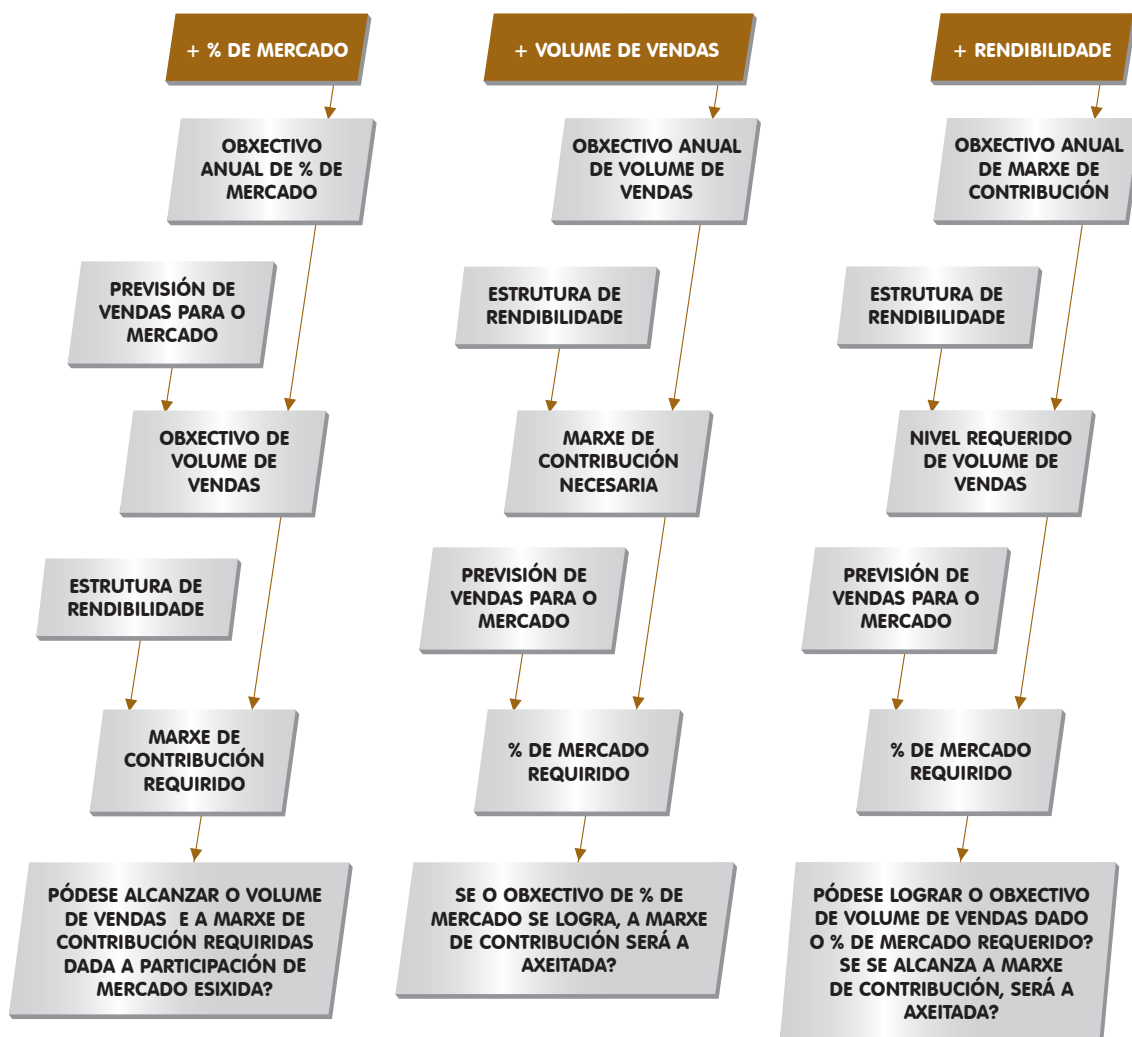 + % DE MERCADO
OBXECTIVO
ANUAL DE % DE
MERCADO
PREVISIÓN DE
VENDAS PARA O
MERCADO
OBXECTIVO DE
VOLUME DE
VENDAS
ESTRUTURA DE
RENDIBILIDADE
MARXE DE
CONTRIBUCIÓN
REQUIRIDO
PÓDESE ALCANZAR O VOLUME
DE VENDAS E A MARXE DE
CONTRIBUCIÓN REQUIRIDAS
DADA A PARTICIPACIÓN DE
MERCADO ESIXIDA?
+ VOLUME DE VENDAS
OBXECTIVO ANUAL
DE VOLUME DE
VENDAS
ESTRUTURA DE
RENDIBILIDADE
MARXE DE
CONTRIBUCIÓN
NECESARIA
PREVISIÓN DE
VENDAS PARA O
MERCADO
% DE MERCADO
REQUIRIDO
SE O OBXECTIVO DE % DE
MERCADO SE LOGRA, A MARXE
DE CONTRIBUCIÓN SERÁ A
AXEITADA?
+ RENDIBILIDADE
OBXECTIVO ANUAL
DE MARXE DE
CONTRIBUCIÓN
ESTRUTURA DE
RENDIBILIDADE
NIVEL REQUERIDO
DE VOLUME DE
VENDAS
PREVISIÓN DE
VENDAS PARA O
MERCADO
% DE MERCADO
REQUIRIDO
PÓDESE LOGRAR O OBXECTIVO
DE VOLUME DE VENDAS DADO
O % DE MERCADO REQUERIDO?
SE SE ALCANZA A MARXE
DE CONTRIBUCIÓN, SERÁ A
AXEITADA?